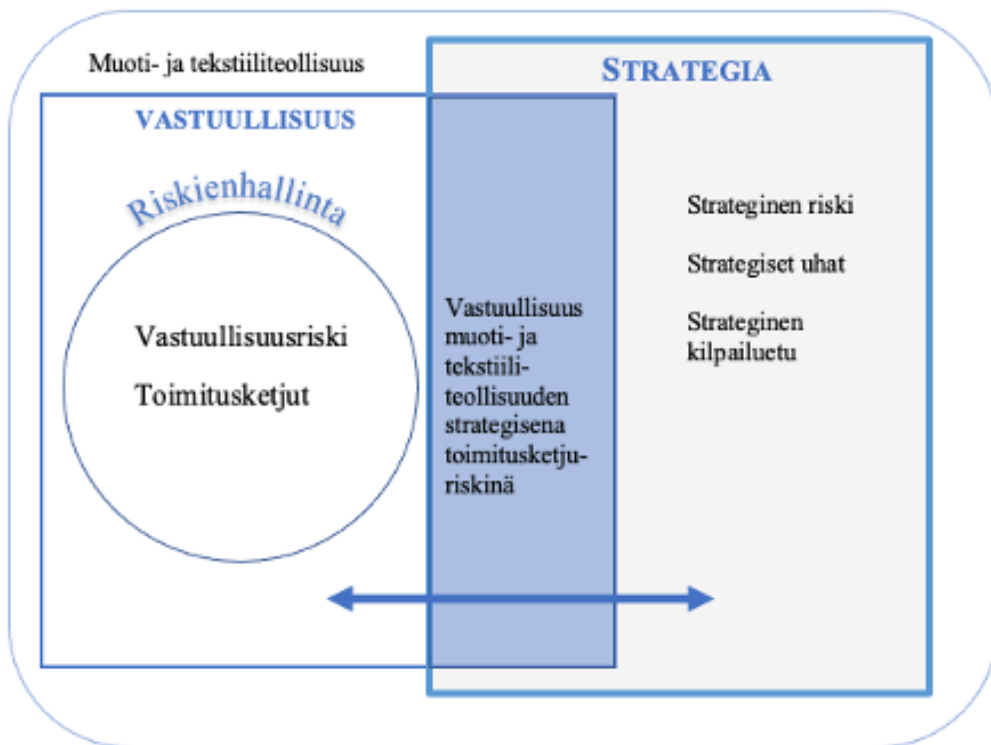 Muoti- ja tekstiiliteollisuus
STRATEGIA
VASTUULLISUUS
Riskienhallinta
Vastuullisuusriski
Toimitusketjut
Vastuullisuus
muoti- ja
tekstiili-
teollisuuden
strategisena
toimitusketju-
riskinä
Strateginen riski
Strategiset uhat
Strateginen
kilpailuetu